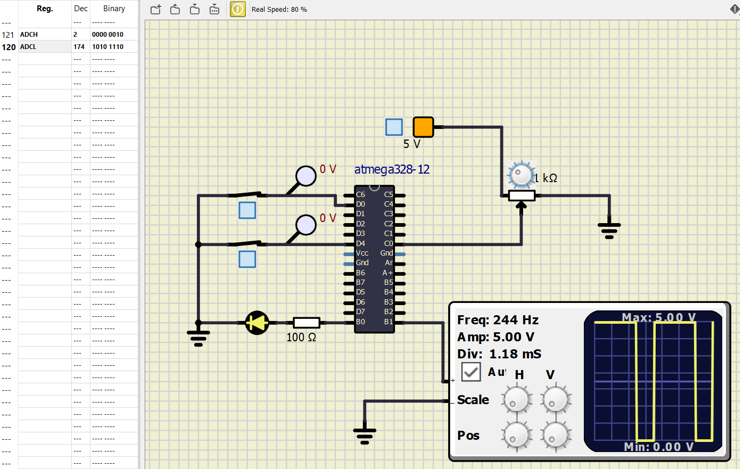 Reg. Dec Binary
--- --- ---- ----
121 ADCH 2 0000 0010
120 ADCL 174 1010 1110
Real Speed: 80 %
5 V
1 kΩ
0 V
atmega328-12
0 V
C6 C5
D0 C4
D1 C3
D2 C2
D3 C1
D4 C0
Vcc Gnd
Gnd Ar
B6 A+
B7 B5
D5 B4
D6 B3
D7 B2
B0 B1
100 Ω
Freq: 244 Hz
Amp: 5.00 V
Div: 1.18 mS
Au
H V
Scale
Pos
+
-
Max: 5.00 V
Min: 0.00 V